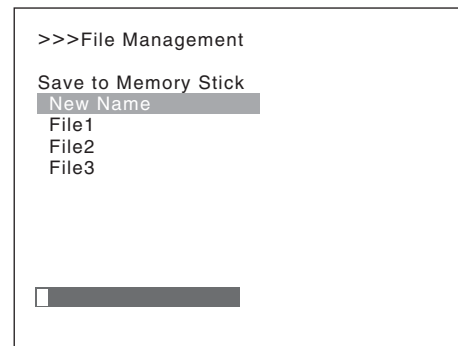 >>>File Management
Save to Memory Stick
New Name
File1
File2
File3